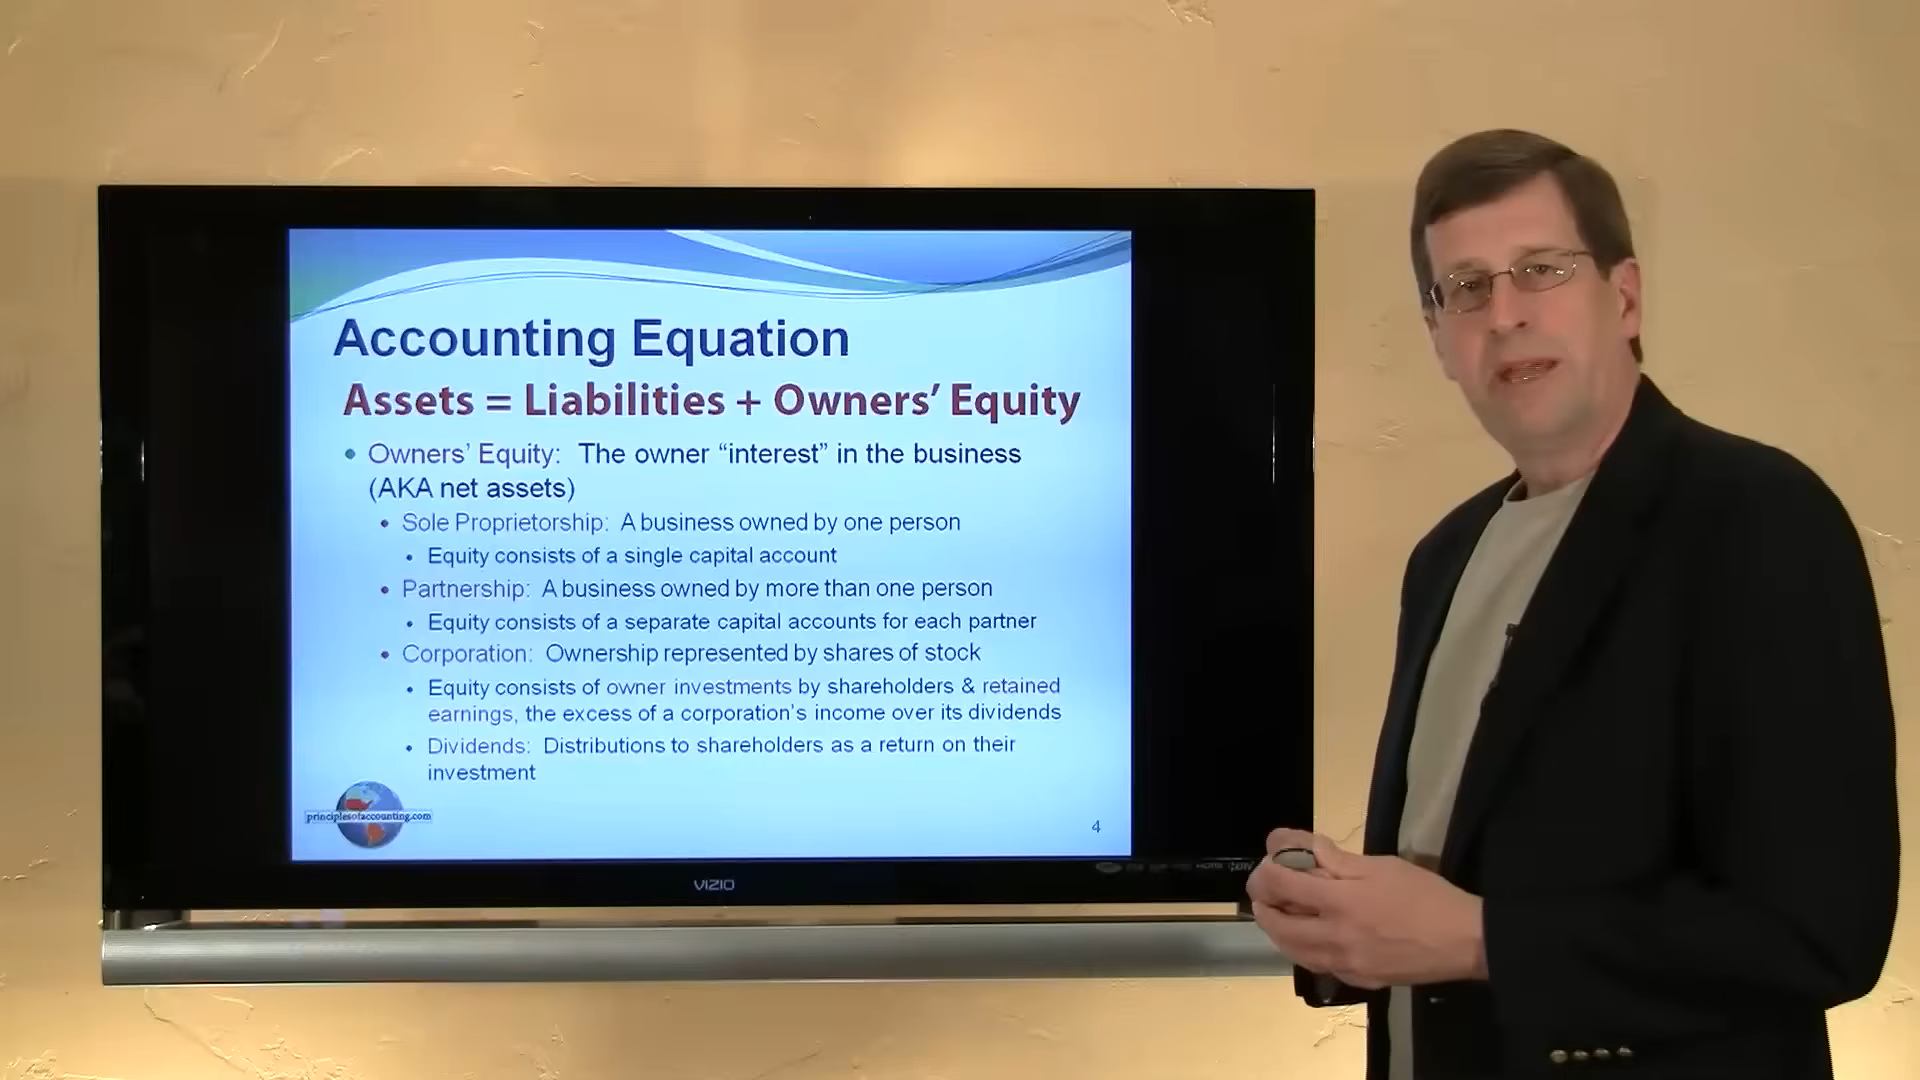 Accounting Equation
Assets = Liabilities + Owners’ Equity
• Owners’ Equity: The owner “interest” in the business
(AKA net assets)
• Sole Proprietorship: A business owned by one person
• Equity consists of a single capital account
• Partnership: A business owned by more than one person
• Equity consists of a separate capital accounts for each partner
• Corporation: Ownership represented by shares of stock
• Equity consists of owner investments by shareholders & retained
earnings, the excess of a corporation’s income over its dividends
• Dividends: Distributions to shareholders as a return on their
investment
principlesofaccounting.com
4
VIZIO